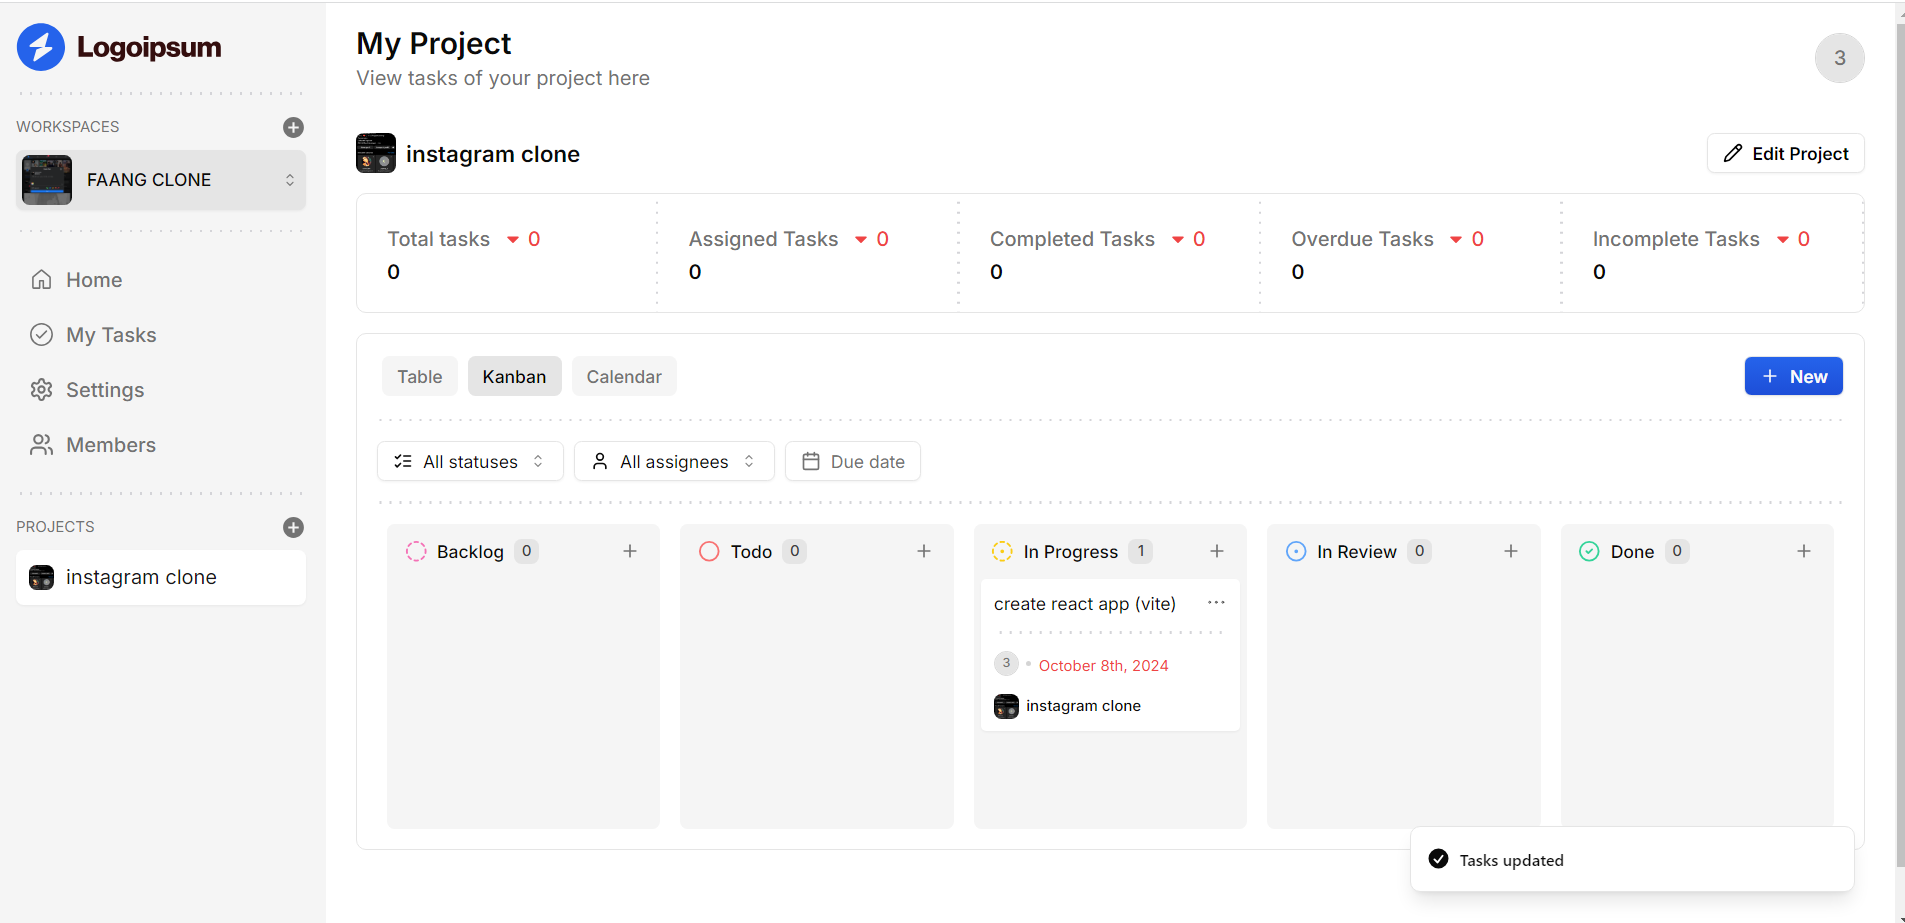 Logoipsum
WORKSPACES
FAANG CLONE
Home
My Tasks
Settings
Members
PROJECTS
instagram clone
My Project
View tasks of your project here
3
instagram clone
Edit Project
Total tasks 0
0
Assigned Tasks 0
0
Completed Tasks 0
0
Overdue Tasks 0
0
Incomplete Tasks 0
0
Table Kanban Calendar
+ New
All statuses All assignees Due date
Backlog 0 +
Todo 0 +
In Progress 1 +
create react app (vite) ...
3 • October 8th, 2024
instagram clone
In Review 0 +
Done 0 +
Tasks updated